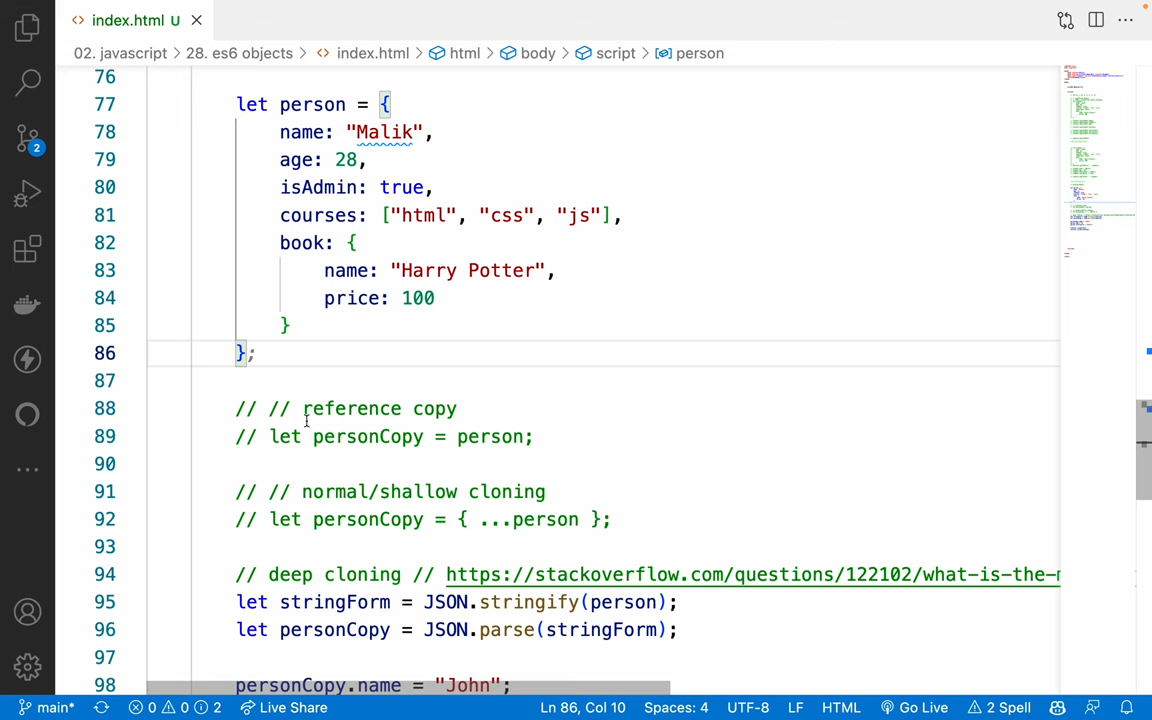 index.html U
02. javascript > 28. es6 objects > index.html > html > body > script > person
76
77 let person = {
78 name: "Malik",
79 age: 28,
80 isAdmin: true,
81 courses: ["html", "css", "js"],
82 book: {
83 name: "Harry Potter",
84 price: 100
85 }
86 };
87
88 // // reference copy
89 // let personCopy = person;
90
91 // // normal/shallow cloning
92 // let personCopy = { ...person };
93
94 // deep cloning // https://stackoverflow.com/questions/122102/what-is-the-
95 let stringForm = JSON.stringify(person);
96 let personCopy = JSON.parse(stringForm);
97
98 personCopy.name = "John";
2
main* 0 0 2 Live Share Ln 86, Col 10 Spaces: 4 UTF-8 LF HTML Go Live 2 Spell